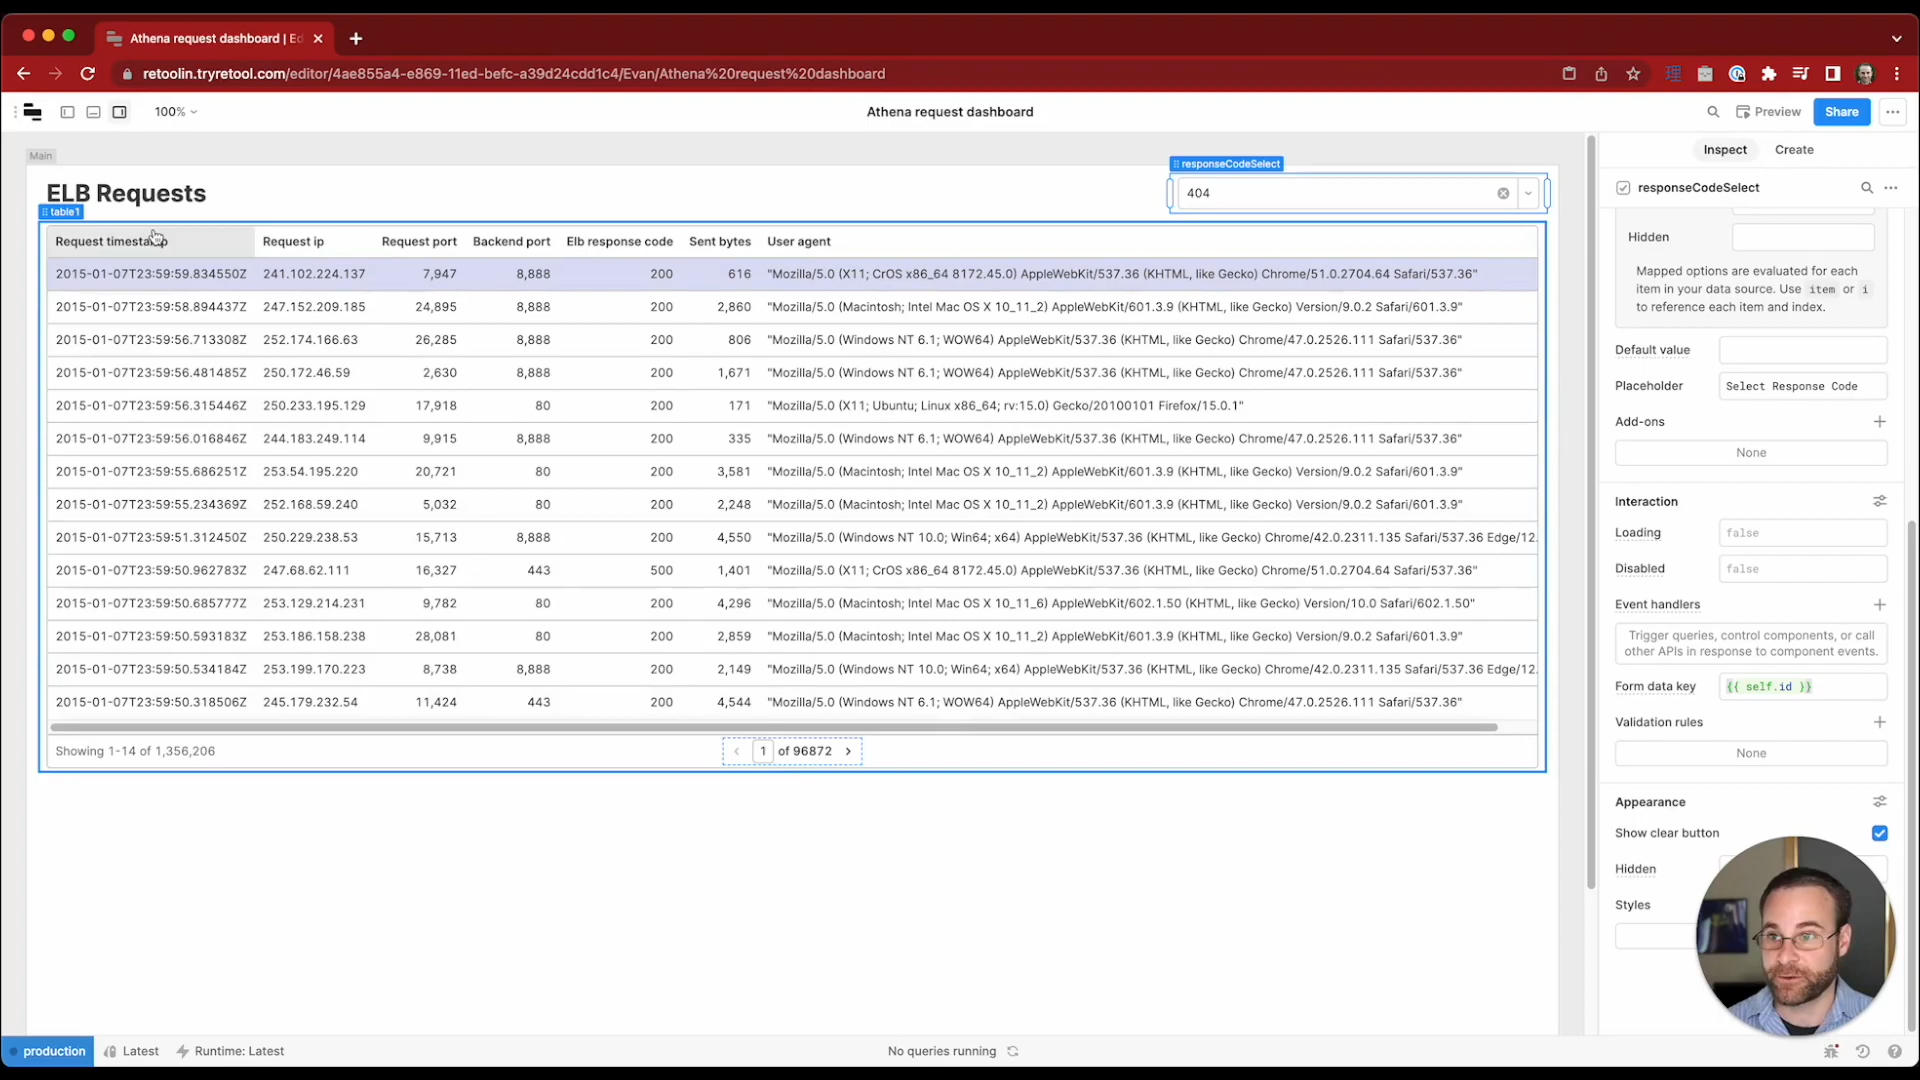 Athena request dashboard | Ed
retoolin.tryretool.com/editor/4ae855a4-e869-11ed-befc-a39d24cdd1c4/Evan/Athena%20request%20dashboard
100%
Athena request dashboard
Preview
Share
Main
ELB Requests
responseCodeSelect
404
table1
Request timestamp Request ip Request port Backend port Elb response code Sent bytes User agent
2015-01-07T23:59:59.834550Z 241.102.224.137 7,947 8,888 200 616 "Mozilla/5.0 (X11; CrOS x86_64 8172.45.0) AppleWebKit/537.36 (KHTML, like Gecko) Chrome/51.0.2704.64 Safari/537.36"
2015-01-07T23:59:58.894437Z 247.152.209.185 24,895 8,888 200 2,860 "Mozilla/5.0 (Macintosh; Intel Mac OS X 10_11_2) AppleWebKit/601.3.9 (KHTML, like Gecko) Version/9.0.2 Safari/601.3.9"
2015-01-07T23:59:56.713308Z 252.174.166.63 26,285 8,888 200 806 "Mozilla/5.0 (Windows NT 6.1; WOW64) AppleWebKit/537.36 (KHTML, like Gecko) Chrome/47.0.2526.111 Safari/537.36"
2015-01-07T23:59:56.481485Z 250.172.46.59 2,630 8,888 200 1,671 "Mozilla/5.0 (Windows NT 6.1; WOW64) AppleWebKit/537.36 (KHTML, like Gecko) Chrome/47.0.2526.111 Safari/537.36"
2015-01-07T23:59:56.315446Z 250.233.195.129 17,918 80 200 171 "Mozilla/5.0 (X11; Ubuntu; Linux x86_64; rv:15.0) Gecko/20100101 Firefox/15.0.1"
2015-01-07T23:59:56.016846Z 244.183.249.114 9,915 8,888 200 335 "Mozilla/5.0 (Windows NT 6.1; WOW64) AppleWebKit/537.36 (KHTML, like Gecko) Chrome/47.0.2526.111 Safari/537.36"
2015-01-07T23:59:55.686251Z 253.54.195.220 20,721 80 200 3,581 "Mozilla/5.0 (Macintosh; Intel Mac OS X 10_11_2) AppleWebKit/601.3.9 (KHTML, like Gecko) Version/9.0.2 Safari/601.3.9"
2015-01-07T23:59:55.234369Z 252.168.59.240 5,032 80 200 2,248 "Mozilla/5.0 (Macintosh; Intel Mac OS X 10_11_2) AppleWebKit/601.3.9 (KHTML, like Gecko) Version/9.0.2 Safari/601.3.9"
2015-01-07T23:59:51.312450Z 250.229.238.53 15,713 8,888 200 4,550 "Mozilla/5.0 (Windows NT 10.0; Win64; x64) AppleWebKit/537.36 (KHTML, like Gecko) Chrome/42.0.2311.135 Safari/537.36 Edge/12.
2015-01-07T23:59:50.962783Z 247.68.62.111 16,327 443 500 1,401 "Mozilla/5.0 (X11; CrOS x86_64 8172.45.0) AppleWebKit/537.36 (KHTML, like Gecko) Chrome/51.0.2704.64 Safari/537.36"
2015-01-07T23:59:50.685777Z 253.129.214.231 9,782 80 200 4,296 "Mozilla/5.0 (Macintosh; Intel Mac OS X 10_11_6) AppleWebKit/602.1.50 (KHTML, like Gecko) Version/10.0 Safari/602.1.50"
2015-01-07T23:59:50.593183Z 253.186.158.238 28,081 80 200 2,859 "Mozilla/5.0 (Macintosh; Intel Mac OS X 10_11_2) AppleWebKit/601.3.9 (KHTML, like Gecko) Version/9.0.2 Safari/601.3.9"
2015-01-07T23:59:50.534184Z 253.199.170.223 8,738 8,888 200 2,149 "Mozilla/5.0 (Windows NT 10.0; Win64; x64) AppleWebKit/537.36 (KHTML, like Gecko) Chrome/42.0.2311.135 Safari/537.36 Edge/12.
2015-01-07T23:59:50.318506Z 245.179.232.54 11,424 443 200 4,544 "Mozilla/5.0 (Windows NT 6.1; WOW64) AppleWebKit/537.36 (KHTML, like Gecko) Chrome/47.0.2526.111 Safari/537.36"
Showing 1-14 of 1,356,206
1 of 96872
Inspect Create
responseCodeSelect
Hidden
Mapped options are evaluated for each
item in your data source. Use item or i
to reference each item and index.
Default value
Placeholder Select Response Code
Add-ons
None
Interaction
Loading false
Disabled false
Event handlers
Trigger queries, control components, or call
other APIs in response to component events.
Form data key {{ self.id }}
Validation rules
None
Appearance
Show clear button
Hidden
Styles
production Latest Runtime: Latest
No queries running